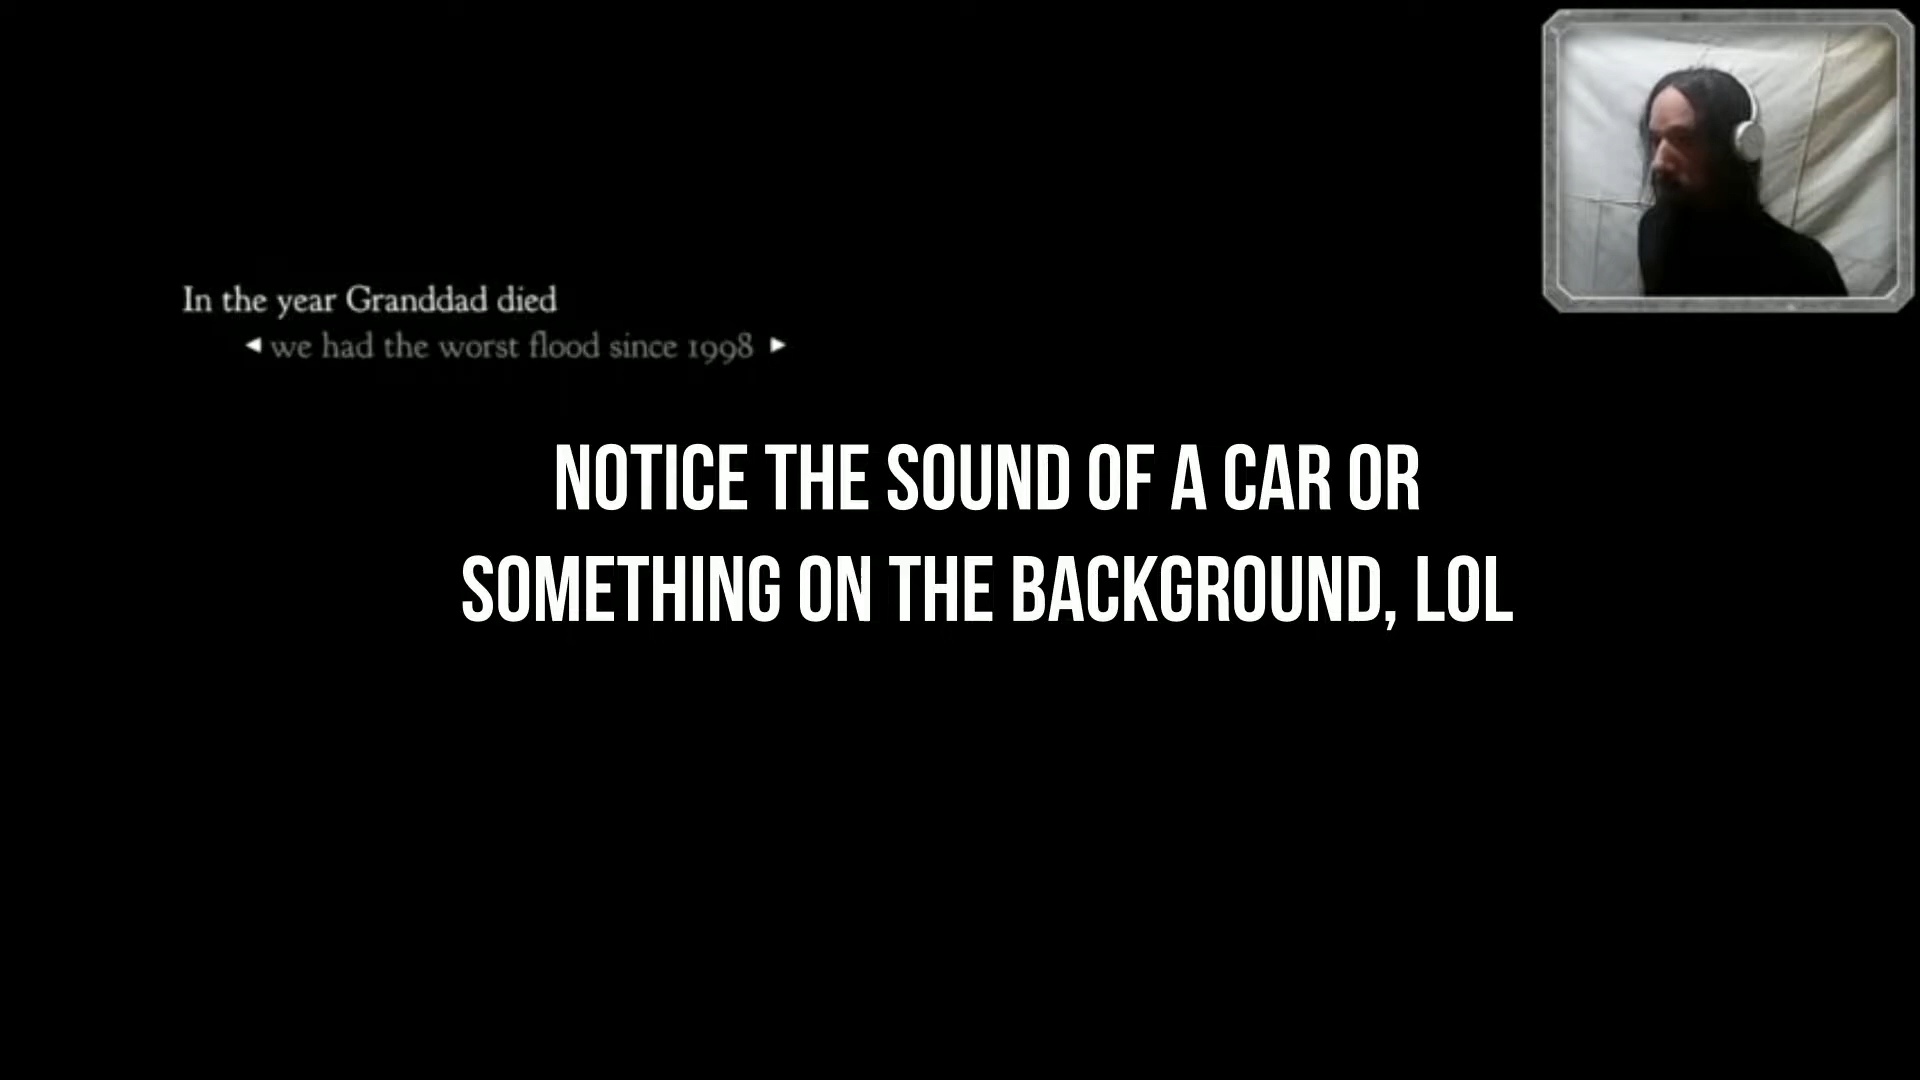 In the year Granddad died
◀ we had the worst flood since 1998 ▶
NOTICE THE SOUND OF A CAR OR
SOMETHING ON THE BACKGROUND, LOL